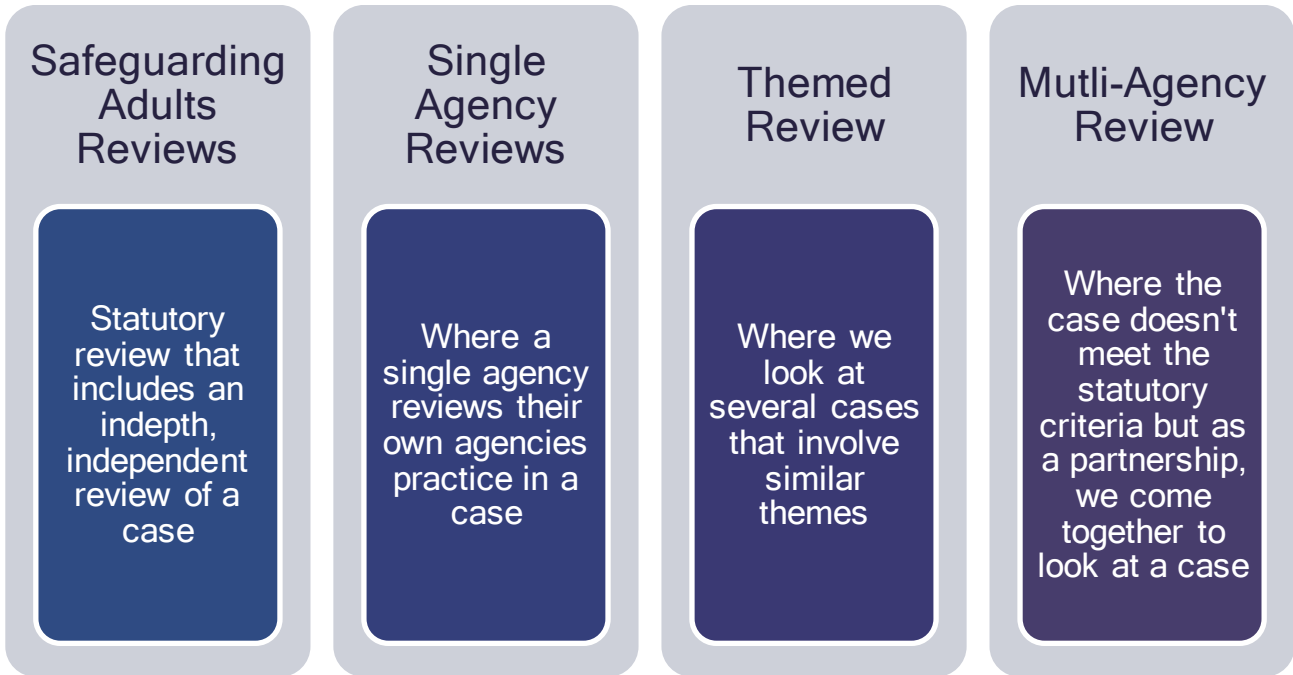 Safeguarding
Adults
Reviews
Statutory
review that
includes an
indepth,
independent
review of a
case
Single
Agency
Reviews
Where a
single agency
reviews their
own agencies
practice in a
case
Themed
Review
Where we
look at
several cases
that involve
similar
themes
Mutli-Agency
Review
Where the
case doesn't
meet the
statutory
criteria but as
a partnership,
we come
together to
look at a case